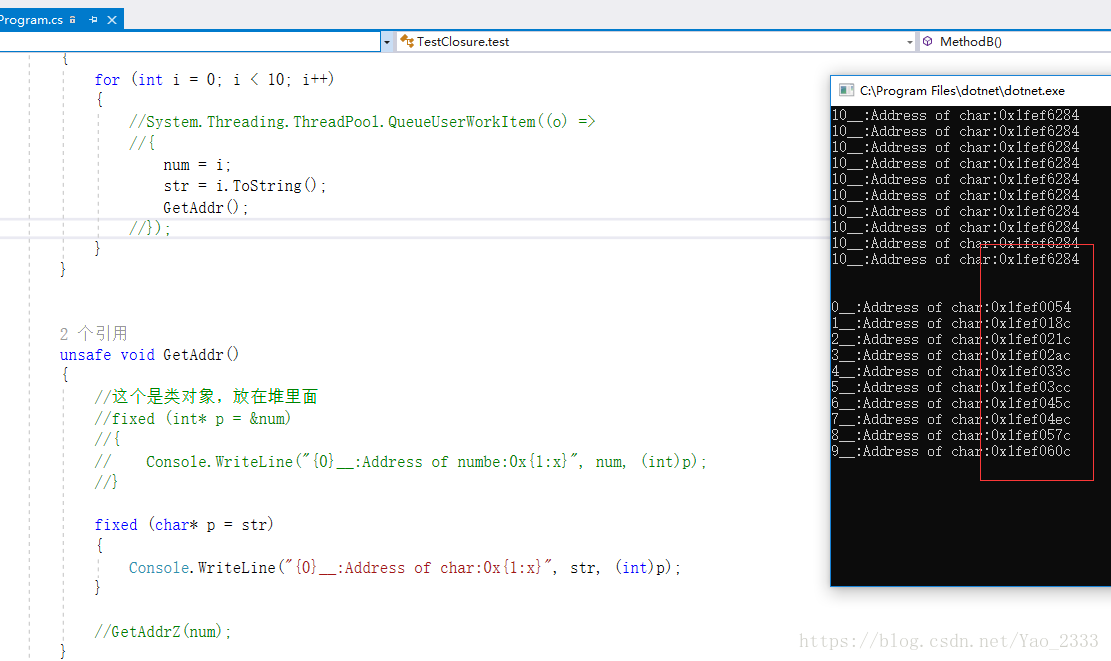 Program.cs
TestClosure.test
MethodB()
{
for (int i = 0; i < 10; i++)
{
//System.Threading.ThreadPool.QueueUserWorkItem((o) =>
//{
num = i;
str = i.ToString();
GetAddr();
//});
}
}
2 个引用
unsafe void GetAddr()
{
//这个是类对象，放在堆里面
//fixed (int* p = &num)
//{
//    Console.WriteLine("{0}__:Address of numbe:0x{1:x}", num, (int)p);
//}
fixed (char* p = str)
{
Console.WriteLine("{0}__:Address of char:0x{1:x}", str, (int)p);
}
//GetAddrZ(num);
}
C:\Program Files\dotnet\dotnet.exe
10__:Address of char:0x1fef6284
10__:Address of char:0x1fef6284
10__:Address of char:0x1fef6284
10__:Address of char:0x1fef6284
10__:Address of char:0x1fef6284
10__:Address of char:0x1fef6284
10__:Address of char:0x1fef6284
10__:Address of char:0x1fef6284
10__:Address of char:0x1fef6284
10__:Address of char:0x1fef6284
0__:Address of char:0x1fef0054
1__:Address of char:0x1fef018c
2__:Address of char:0x1fef021c
3__:Address of char:0x1fef02ac
4__:Address of char:0x1fef033c
5__:Address of char:0x1fef03cc
6__:Address of char:0x1fef045c
7__:Address of char:0x1fef04ec
8__:Address of char:0x1fef057c
9__:Address of char:0x1fef060c
https://blog.csdn.net/Yao_2333